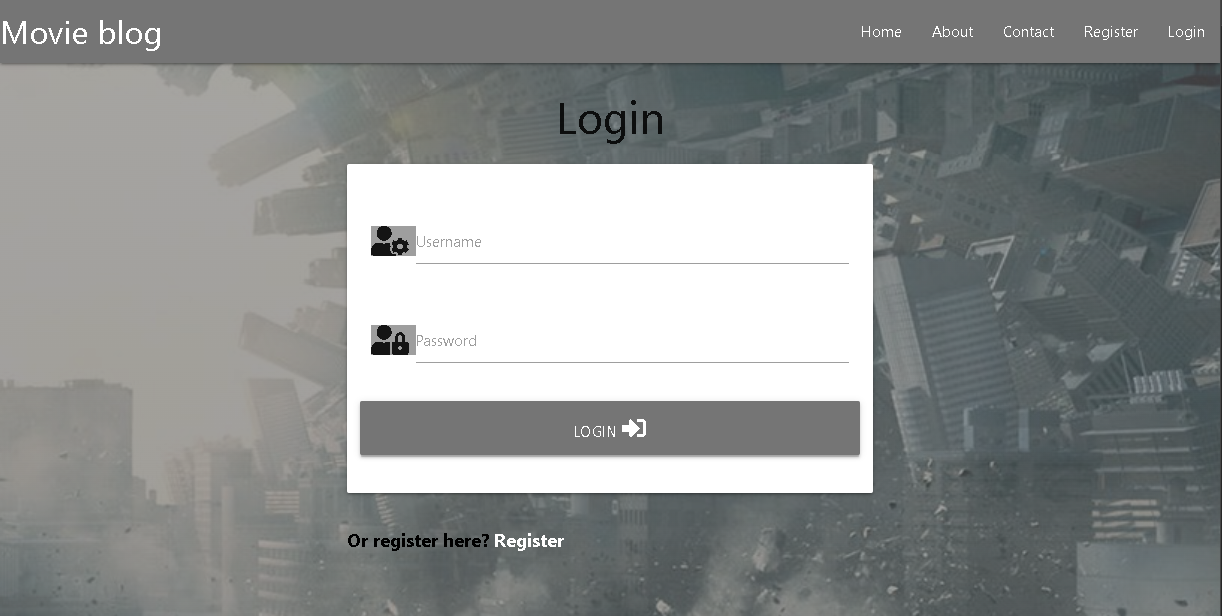 Movie blog
Home About Contact Register Login
Login
Username
Password
LOGIN
Or register here? Register